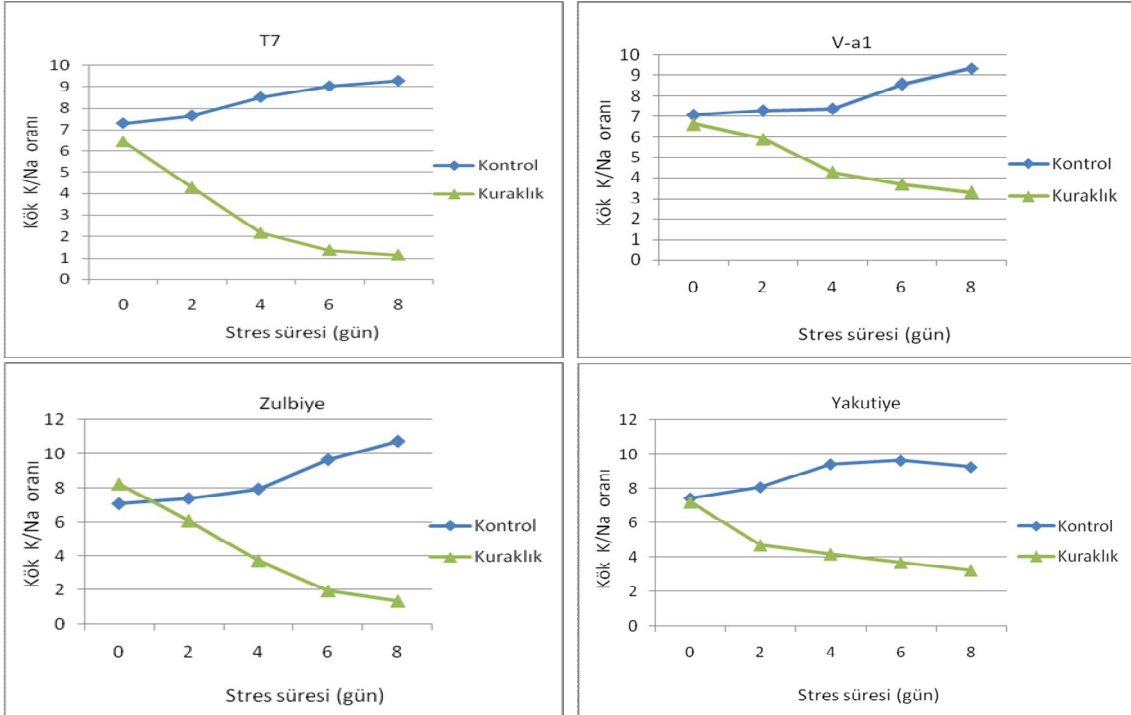 T7
Kök K/Na oranı
10
9
8
7
6
5
4
3
2
1
0
0 2 4 6 8
Stres süresi (gün)
Kontrol
Kuraklık
V-a1
Kök K/Na oranı
10
9
8
7
6
5
4
3
2
1
0
0 2 4 6 8
Stres süresi (gün)
Kontrol
Kuraklık
Zulbiye
Kök K/Na oranı
12
10
8
6
4
2
0
0 2 4 6 8
Stres süresi (gün)
Kontrol
Kuraklık
Yakutiye
Kök K/Na oranı
12
10
8
6
4
2
0
0 2 4 6 8
Stres süresi (gün)
Kontrol
Kuraklık